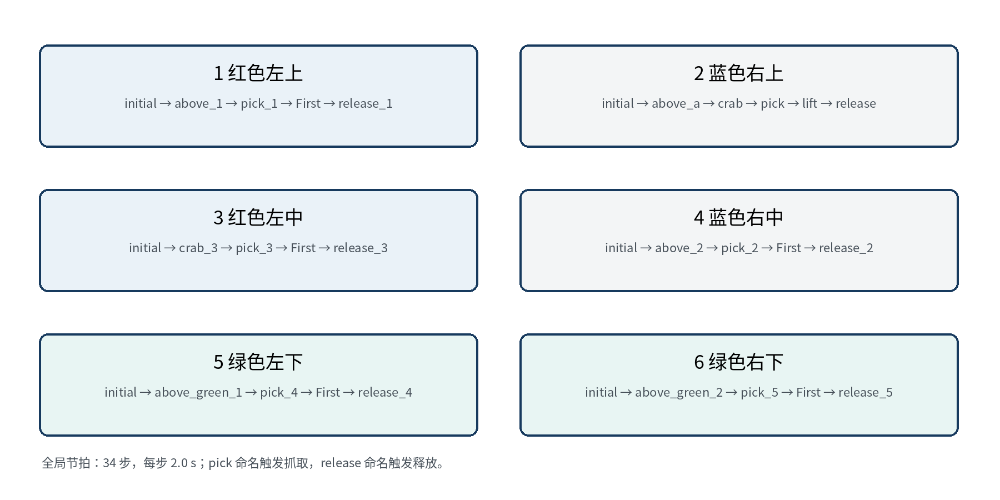 1 红色左上
initial → above_1 → pick_1 → First → release_1
2 蓝色右上
initial → above_a → crab → pick → lift → release
3 红色左中
initial → crab_3 → pick_3 → First → release_3
4 蓝色右中
initial → above_2 → pick_2 → First → release_2
5 绿色左下
initial → above_green_1 → pick_4 → First → release_4
6 绿色右下
initial → above_green_2 → pick_5 → First → release_5
全局节拍：34 步，每步 2.0 s；pick 命名触发抓取，release 命名触发释放。